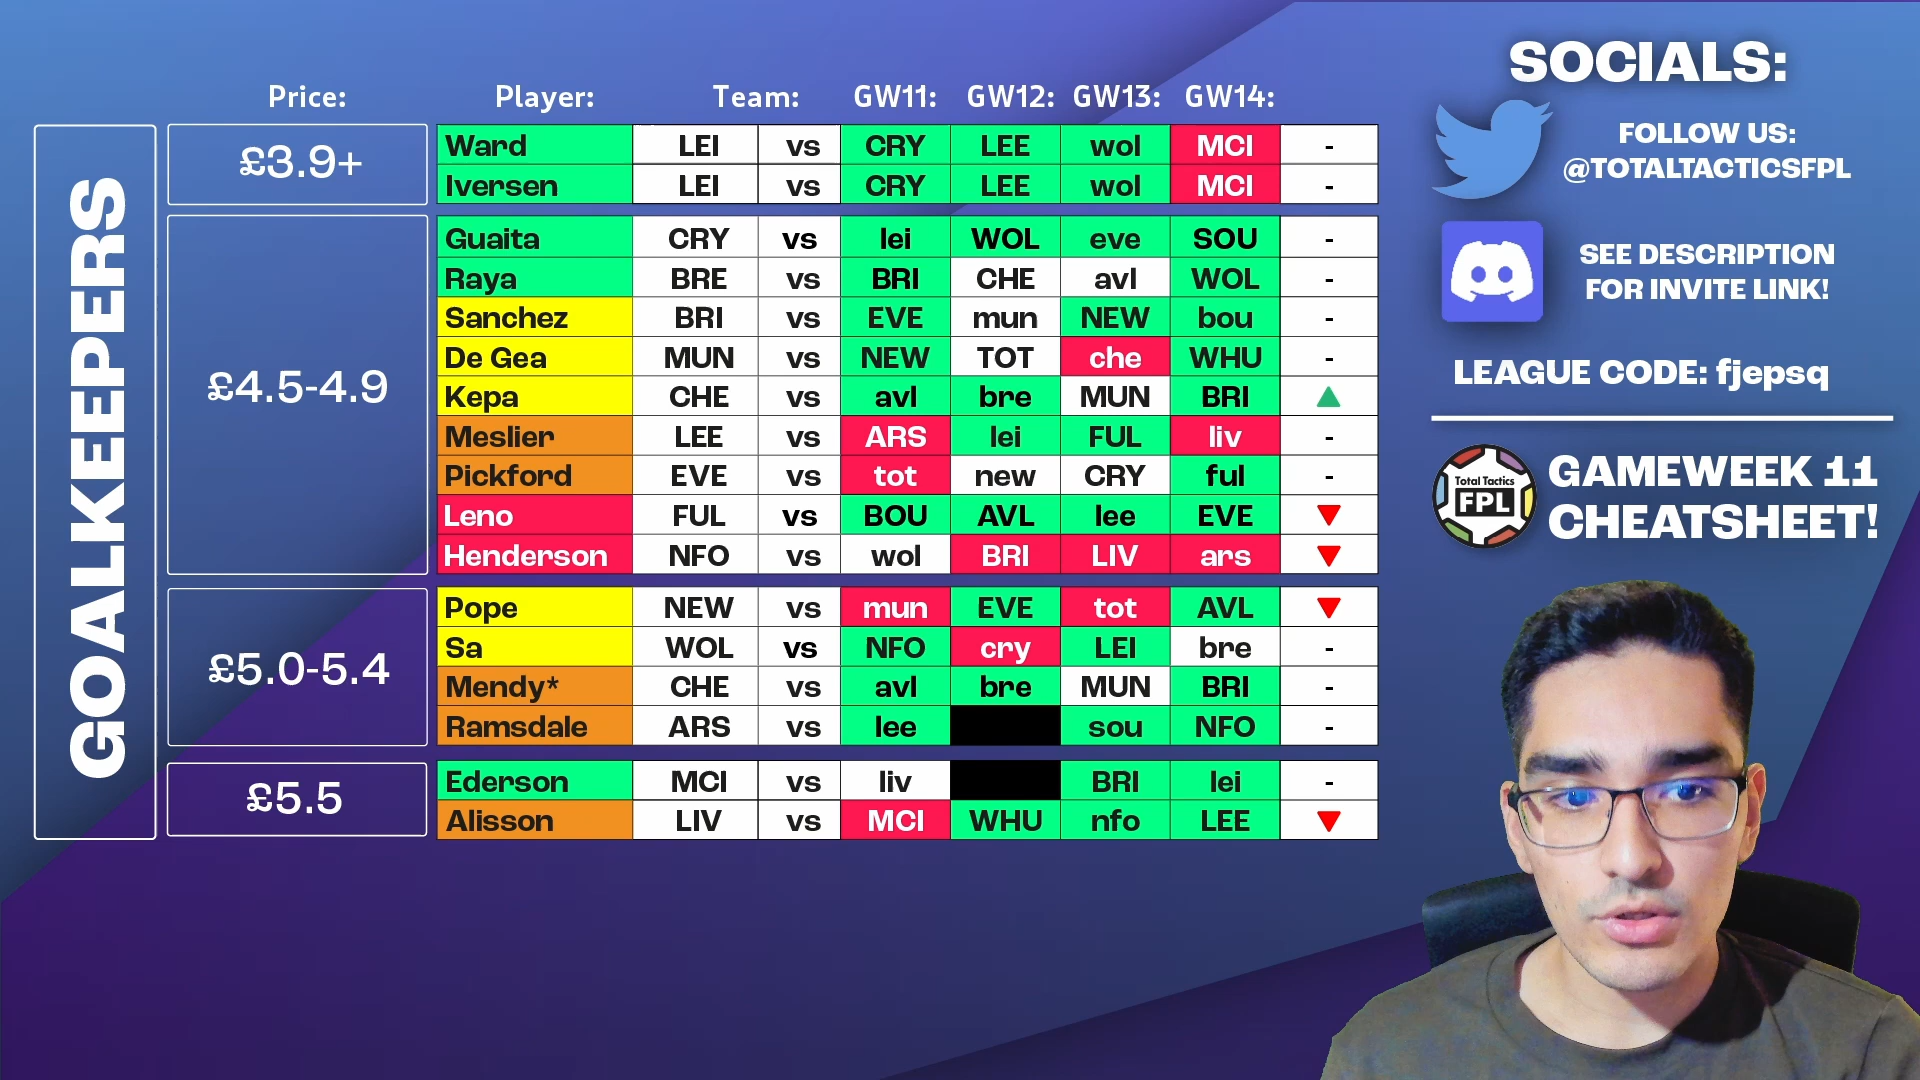 SOCIALS:
Price: Player: Team: GW11: GW12: GW13: GW14:
GOALKEEPERS
£3.9+
Ward LEI vs CRY LEE wol MCI -
Iversen LEI vs CRY LEE wol MCI -
£4.5-4.9
Guaita CRY vs lei WOL eve SOU -
Raya BRE vs BRI CHE avl WOL -
Sanchez BRI vs EVE mun NEW bou -
De Gea MUN vs NEW TOT che WHU -
Kepa CHE vs avl bre MUN BRI
Meslier LEE vs ARS lei FUL liv -
Pickford EVE vs tot new CRY ful -
Leno FUL vs BOU AVL lee EVE
Henderson NFO vs wol BRI LIV ars
£5.0-5.4
Pope NEW vs mun EVE tot AVL
Sa WOL vs NFO cry LEI bre -
Mendy* CHE vs avl bre MUN BRI -
Ramsdale ARS vs lee sou NFO -
£5.5
Ederson MCI vs liv BRI lei -
Alisson LIV vs MCI WHU nfo LEE
FOLLOW US:
@TOTALTACTICSFPL
SEE DESCRIPTION
FOR INVITE LINK!
LEAGUE CODE: fjepsq
Total Tactics
FPL
GAMEWEEK 11
CHEATSHEET!